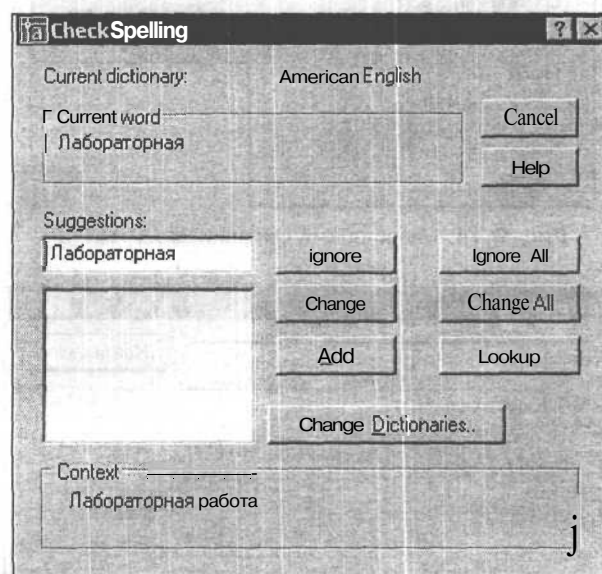 Check Spelling
Current dictionary: American English
Current word
Лабораторная
Cancel
Help
Suggestions:
Лабораторная
ignore
Ignore All
Change
Change All
Add
Lookup
Change Dictionaries..
Context
Лабораторная работа